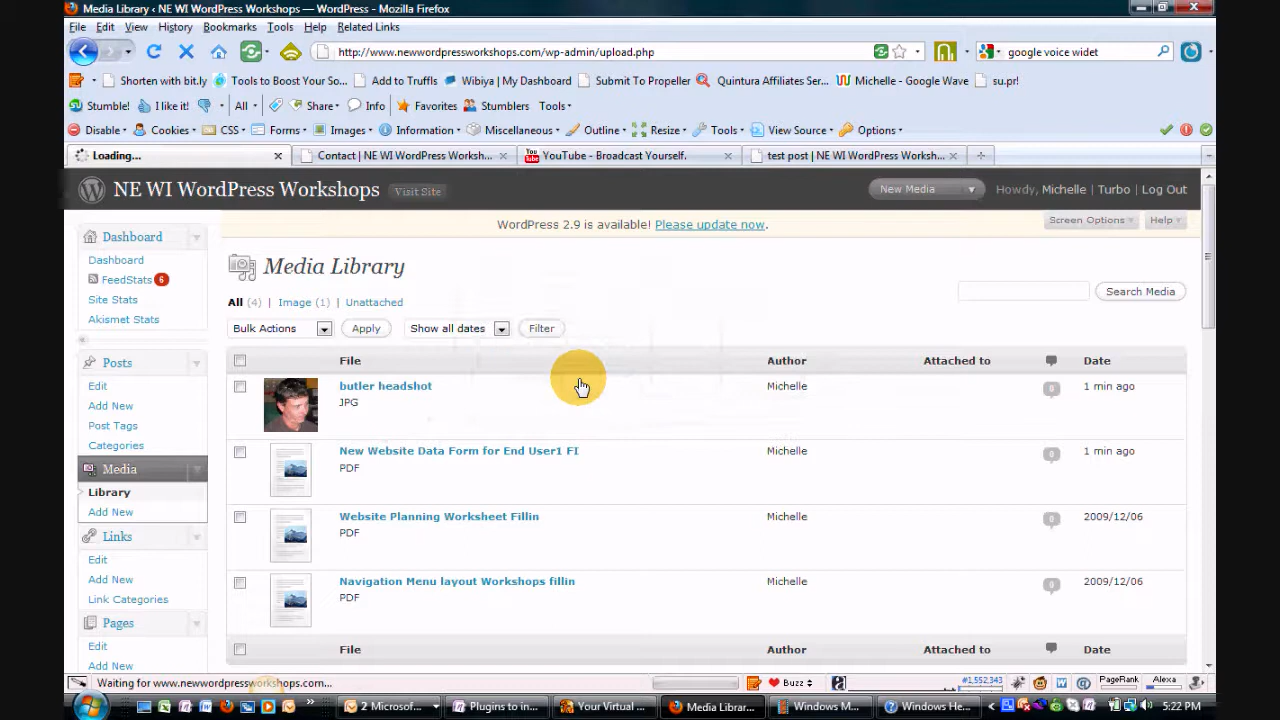 Media Library ‹ NE WI WordPress Workshops — WordPress - Mozilla Firefox
File Edit View History Bookmarks Tools Help Related Links
http://www.newwordpressworkshops.com/wp-admin/upload.php google voice widet
Shorten with bit.ly Tools to Boost Your So... Add to Truffls Wibiya | My Dashboard Submit To Propeller Quintura Affiliates Ser... Michelle - Google Wave su.pr!
Stumble! I like it! All Share Info Favorites Stumblers Tools
Disable Cookies CSS Forms Images Information Miscellaneous Outline Resize Tools View Source Options
Loading... Contact | NE WI WordPress Worksh... YouTube - Broadcast Yourself. test post | NE WI WordPress Worksh...
NE WI WordPress Workshops Visit Site New Media Howdy, Michelle | Turbo | Log Out
WordPress 2.9 is available! Please update now. Screen Options Help
Dashboard
Dashboard
FeedStats 6
Site Stats
Akismet Stats
Posts
Edit
Add New
Post Tags
Categories
Media
Library
Add New
Links
Edit
Add New
Link Categories
Pages
Edit
Add New
Media Library
All (4) | Image (1) | Unattached
Search Media
Bulk Actions Apply Show all dates Filter
File Author Attached to Date
butler headshot Michelle 0 1 min ago
JPG
New Website Data Form for End User1 FI Michelle 0 1 min ago
PDF
Website Planning Worksheet Fillin Michelle 0 2009/12/06
PDF
Navigation Menu layout Workshops fillin Michelle 0 2009/12/06
PDF
File Author Attached to Date
Waiting for www.newwordpressworkshops.com... Buzz #1,552,343 PageRank Alexa
2 Microsof... Plugins to in... Your Virtual ... Media Librar... Windows M... Windows He... 5:22 PM